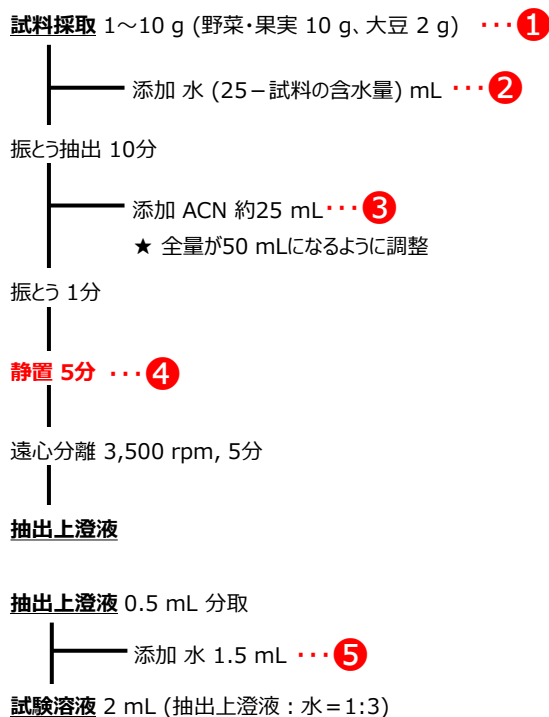 試料採取 1～10 g (野菜・果実 10 g、大豆 2 g) ･･･❶
添加 水 (25－試料の含水量) mL ･･･❷
振とう抽出 10分
添加 ACN 約25 mL･･･❸
★ 全量が50 mLになるように調整
振とう 1分
静置 5分 ･･･❹
遠心分離 3,500 rpm, 5分
抽出上澄液
抽出上澄液 0.5 mL 分取
添加 水 1.5 mL ･･･❺
試験溶液 2 mL (抽出上澄液：水＝1:3)